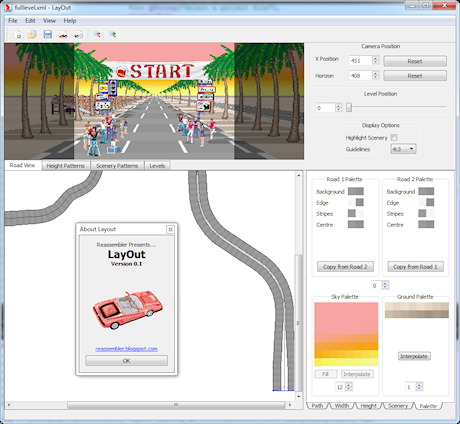 fulllevel.xml - LayOut
File Edit View Help
START
Camera Position
X Position 451 Reset
Horizon 408 Reset
Level Position
0
Display Options
Highlight Scenery
Guidelines 4:3
Road View Height Patterns Scenery Patterns Levels
About Layout
Reassembler Presents...
LayOut
Version 0.1
reassembler.blogspot.com
OK
Road 1 Palette Road 2 Palette
Background Background
Edge Edge
Stripes Stripes
Centre Centre
Copy from Road 2 Copy from Road 1
0
Sky Palette Ground Palette
Interpolate
Fill Interpolate
12 1
Path Width Height Scenery Palette